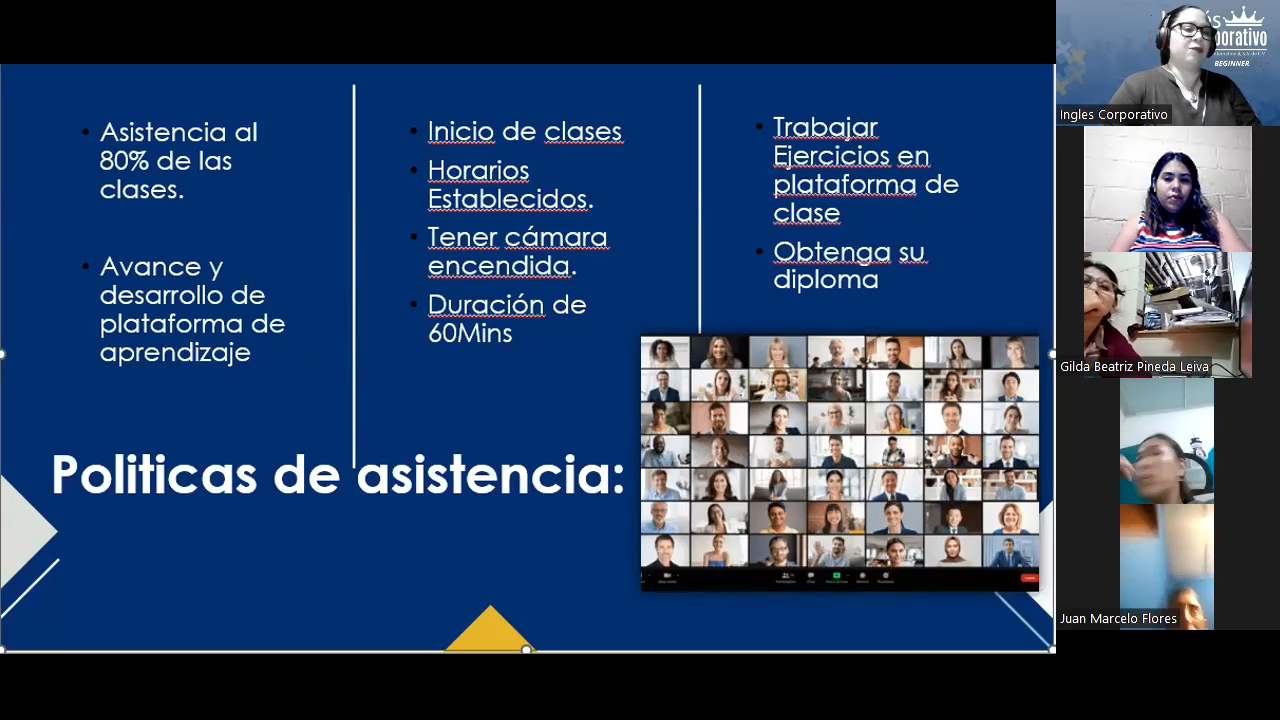 Asistencia al
80% de las
clases.
Avance y
desarrollo de
plataforma de
aprendizaje
Inicio de clases
Horarios
Establecidos.
Tener cámara
encendida.
Duración de
60Mins
Trabajar
Ejercicios en
plataforma de
clase
Obtenga su
diploma
Politicas de asistencia:
BEGINNER
Ingles Corporativo
Gilda Beatriz Pineda Leiva
Juan Marcelo Flores